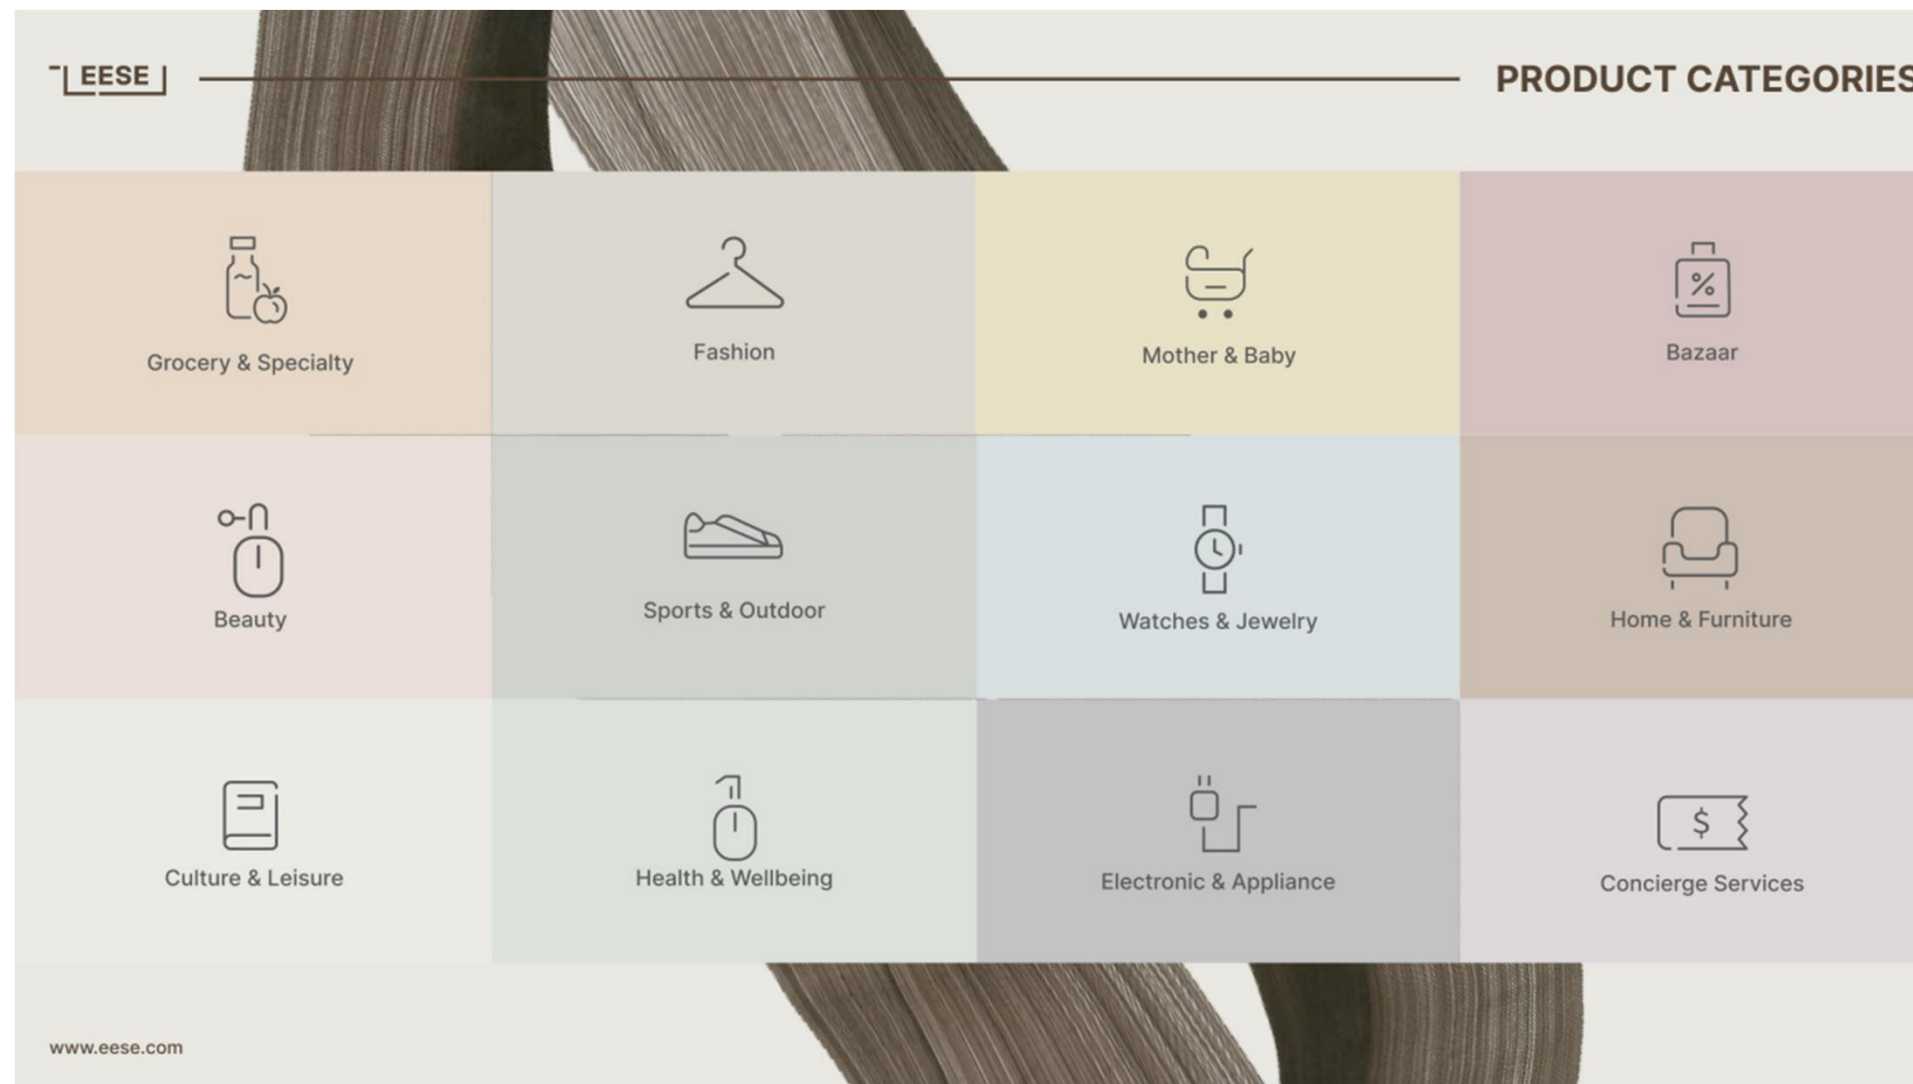 EESE
PRODUCT CATEGORIES
Grocery & Specialty
Fashion
Mother & Baby
%
Bazaar
Beauty
Sports & Outdoor
Watches & Jewelry
Home & Furniture
Culture & Leisure
Health & Wellbeing
Electronic & Appliance
$
Concierge Services
www.eese.com